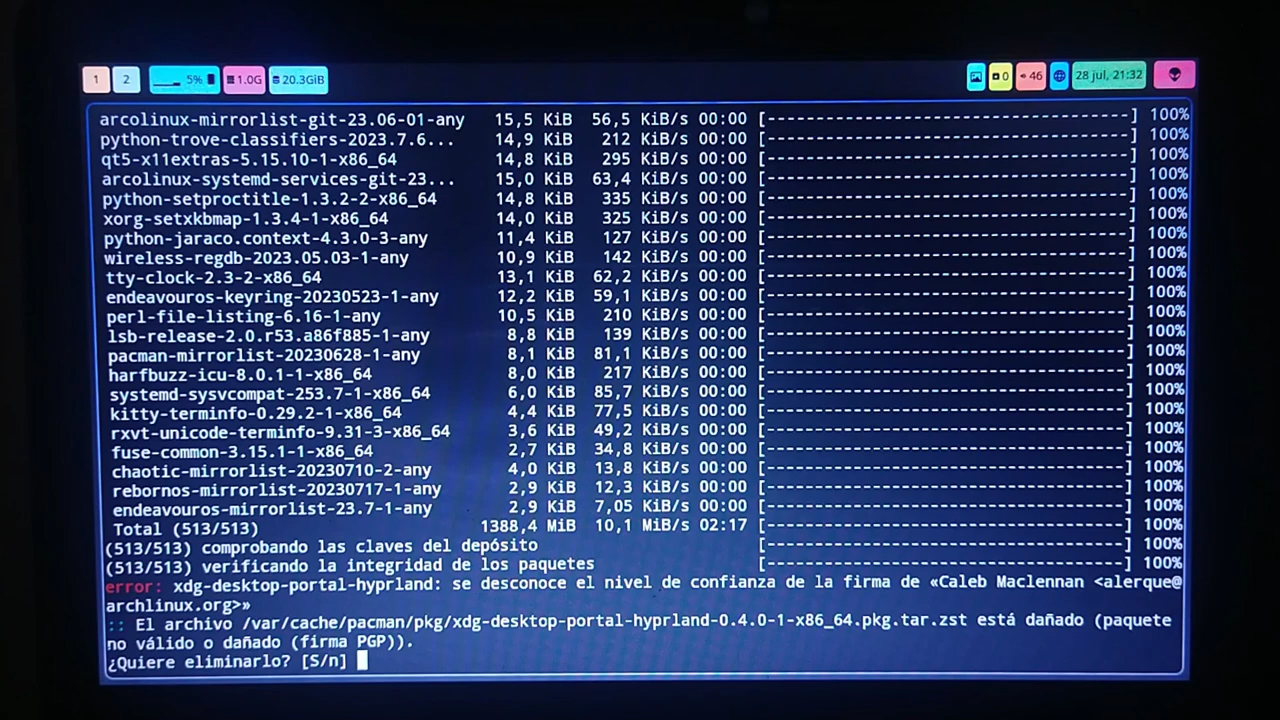 1 2 5% 1.0G 20.3GiB 0 46 28 jul, 21:32
arcolinux-mirrorlist-git-23.06-01-any 15,5 KiB 56,5 KiB/s 00:00 [----------------------------------] 100%
python-trove-classifiers-2023.7.6... 14,9 KiB 212 KiB/s 00:00 [----------------------------------] 100%
qt5-x11extras-5.15.10-1-x86_64 14,8 KiB 295 KiB/s 00:00 [----------------------------------] 100%
arcolinux-systemd-services-git-23... 15,0 KiB 63,4 KiB/s 00:00 [----------------------------------] 100%
python-setproctitle-1.3.2-2-x86_64 14,8 KiB 335 KiB/s 00:00 [----------------------------------] 100%
xorg-setxkbmap-1.3.4-1-x86_64 14,0 KiB 325 KiB/s 00:00 [----------------------------------] 100%
python-jaraco.context-4.3.0-3-any 11,4 KiB 127 KiB/s 00:00 [----------------------------------] 100%
wireless-regdb-2023.05.03-1-any 10,9 KiB 142 KiB/s 00:00 [----------------------------------] 100%
tty-clock-2.3-2-x86_64 13,1 KiB 62,2 KiB/s 00:00 [----------------------------------] 100%
endeavouros-keyring-20230523-1-any 12,2 KiB 59,1 KiB/s 00:00 [----------------------------------] 100%
perl-file-listing-6.16-1-any 10,5 KiB 210 KiB/s 00:00 [----------------------------------] 100%
lsb-release-2.0.r53.a86f885-1-any 8,8 KiB 139 KiB/s 00:00 [----------------------------------] 100%
pacman-mirrorlist-20230628-1-any 8,1 KiB 81,1 KiB/s 00:00 [----------------------------------] 100%
harfbuzz-icu-8.0.1-1-x86_64 8,0 KiB 217 KiB/s 00:00 [----------------------------------] 100%
systemd-sysvcompat-253.7-1-x86_64 6,0 KiB 85,7 KiB/s 00:00 [----------------------------------] 100%
kitty-terminfo-0.29.2-1-x86_64 4,4 KiB 77,5 KiB/s 00:00 [----------------------------------] 100%
rxvt-unicode-terminfo-9.31-3-x86_64 3,6 KiB 49,2 KiB/s 00:00 [----------------------------------] 100%
fuse-common-3.15.1-1-x86_64 2,7 KiB 34,8 KiB/s 00:00 [----------------------------------] 100%
chaotic-mirrorlist-20230710-2-any 4,0 KiB 13,8 KiB/s 00:00 [----------------------------------] 100%
rebornos-mirrorlist-20230717-1-any 2,9 KiB 12,3 KiB/s 00:00 [----------------------------------] 100%
endeavouros-mirrorlist-23.7-1-any 2,9 KiB 7,05 KiB/s 00:00 [----------------------------------] 100%
Total (513/513) 1388,4 MiB 10,1 MiB/s 02:17 [----------------------------------] 100%
(513/513) comprobando las claves del depósito [----------------------------------] 100%
(513/513) verificando la integridad de los paquetes [----------------------------------] 100%
error: xdg-desktop-portal-hyprland: se desconoce el nivel de confianza de la firma de «Caleb Maclennan <alerque@
archlinux.org>»
:: El archivo /var/cache/pacman/pkg/xdg-desktop-portal-hyprland-0.4.0-1-x86_64.pkg.tar.zst está dañado (paquete
no válido o dañado (firma PGP)).
¿Quiere eliminarlo? [S/n]